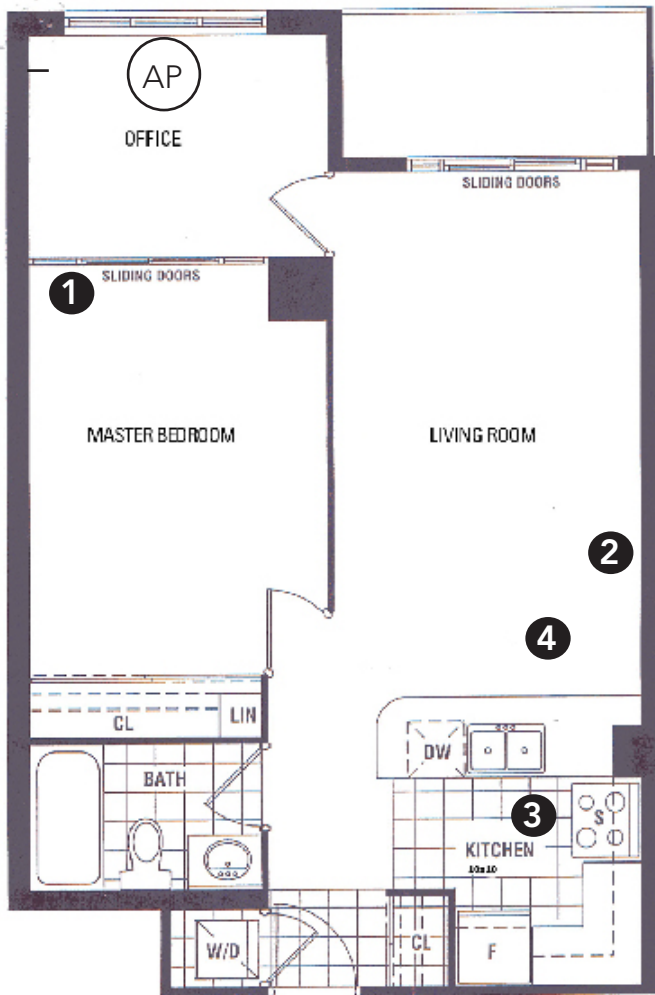 AP
OFFICE
SLIDING DOORS
SLIDING DOORS
1
MASTER BEDROOM
LIVING ROOM
2
4
CL
LIN
DW
BATH
3
S
KITCHEN
10x10
W/D
CL
F